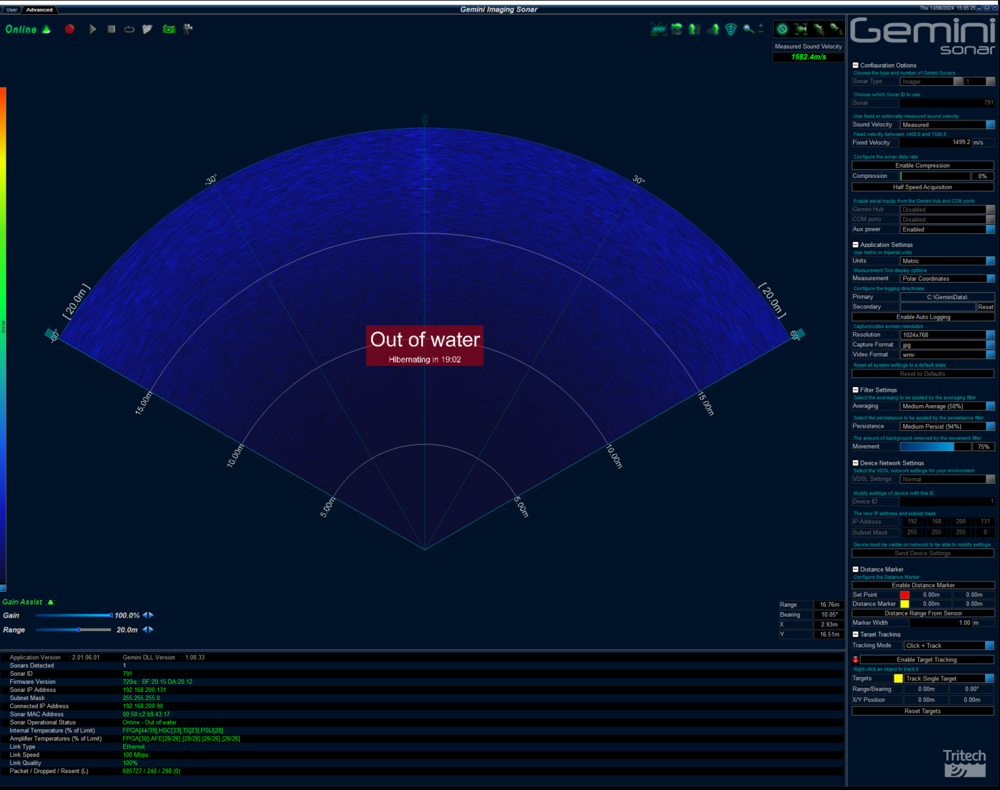 User Advanced
Gemini Imaging Sonar
Thu 13/06/2024 15:05:25
Online
auto
Measured Sound Velocity
1582.4m/s
Gemini
sonar
Configuration Options
Choose the type and number of Gemini Sonars
Sonar Type Imager 1
Choose which Sonar ID to use
Sonar 791
Use fixed or externally measured sound velocity
Sound Velocity Measured
Fixed velocity between 1400.0 and 1588.8
Fixed Velocity 1499.2 m/s
Configure the sonar data rate
Enable Compression
Compression 0%
Half Speed Acquisition
Enable serial inputs from the Gemini Hub and COM ports
Gemini Hub Disabled
COM ports Disabled
Aux power Enabled
Application Settings
Use metric or imperial units
Units Metric
Measurement Tool display options
Measurement Polar Coordinates
Configure the logging directories
Primary C:\GeminiData\
Secondary Reset
Enable Auto Logging
Capture/video screen resolution
Resolution 1024x768
Capture Format jpg
Video Format wmv
Reset all system settings to a default state
Reset to Defaults
Filter Settings
Select the averaging to be applied by the averaging filter
Averaging Medium Average (50%)
Select the persistence to be applied by the persistance filter
Persistence Medium Persist (94%)
The amount of background removed by the movement filter
Movement 75%
Device Network Settings
Select the VDSL network settings for your environment
VDSL Settings Normal
Modify settings of device with this ID
Device ID 1
The new IP address and subnet mask
IP Address 192 . 168 . 200 . 131
Subnet Mask 255 . 255 . 255 . 0
Device must be visible on network to be able to modify settings
Send Device Settings
Distance Marker
Configure the Distance Marker
Enable Distance Marker
Set Point 0.00m 0.00m
Distance Marker 0.00m 0.00m
Distance Range From Sensor
Marker Width 1.00 m
Target Tracking
Tracking Mode Click + Track
Enable Target Tracking
Right-click an object to track it
Targets Track Single Target
Range/Bearing 0.00m 0.00°
X/Y Position 0.00m 0.00m
Reset Targets
Tritech
Sonar
-30° 30°
[ 20.0m ] [ 20.0m ]
-60° 60°
Out of water
Hibernating in 19:02
15.00m 15.00m
10.00m 10.00m
5.00m 5.00m
Gain Assist :
Gain 100.0%
Range 20.0m
Range 16.76m
Bearing 10.05°
X 2.93m
Y 16.51m
Application Version : 2.01.06.01 Gemini DLL Version : 1.08.33
Sonars Detected 1
Sonar ID 791
Firmware Version 720is: BF:20.15 DA:20.12
Sonar IP Address 192.168.200.131
Subnet Mask 255.255.255.0
Connected IP Address 192.168.200.90
Sonar MAC Address 00:50:c2:b9:43:17
Sonar Operational Status Online - Out of water
Internal Temperature (% of Limit) FPGA[44/39],HSC[33],TX[23],PSU[28]
Amplifier Temperatures (% of Limit) FPGA[30],AFE[26/26],[28/28],[26/26],[26/26]
Link Type Ethernet
Link Speed 100 Mbps
Link Quality 100%
Packet / Dropped / Resent (L) 685727 / 240 / 298 (0)